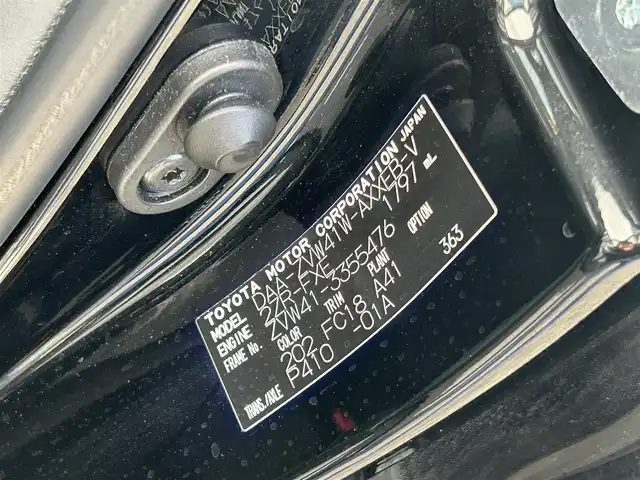 TOYOTA MOTOR CORPORATION JAPAN
MODEL DAA-ZVW41W-AXXEB-V
ENGINE 2ZR-FXE 1797 mL
FRAME No. ZVW41-3355476
COLOR TRIM PLANT OPTION
202 FC18 A41 363
TRANS./AXLE P410 -01A